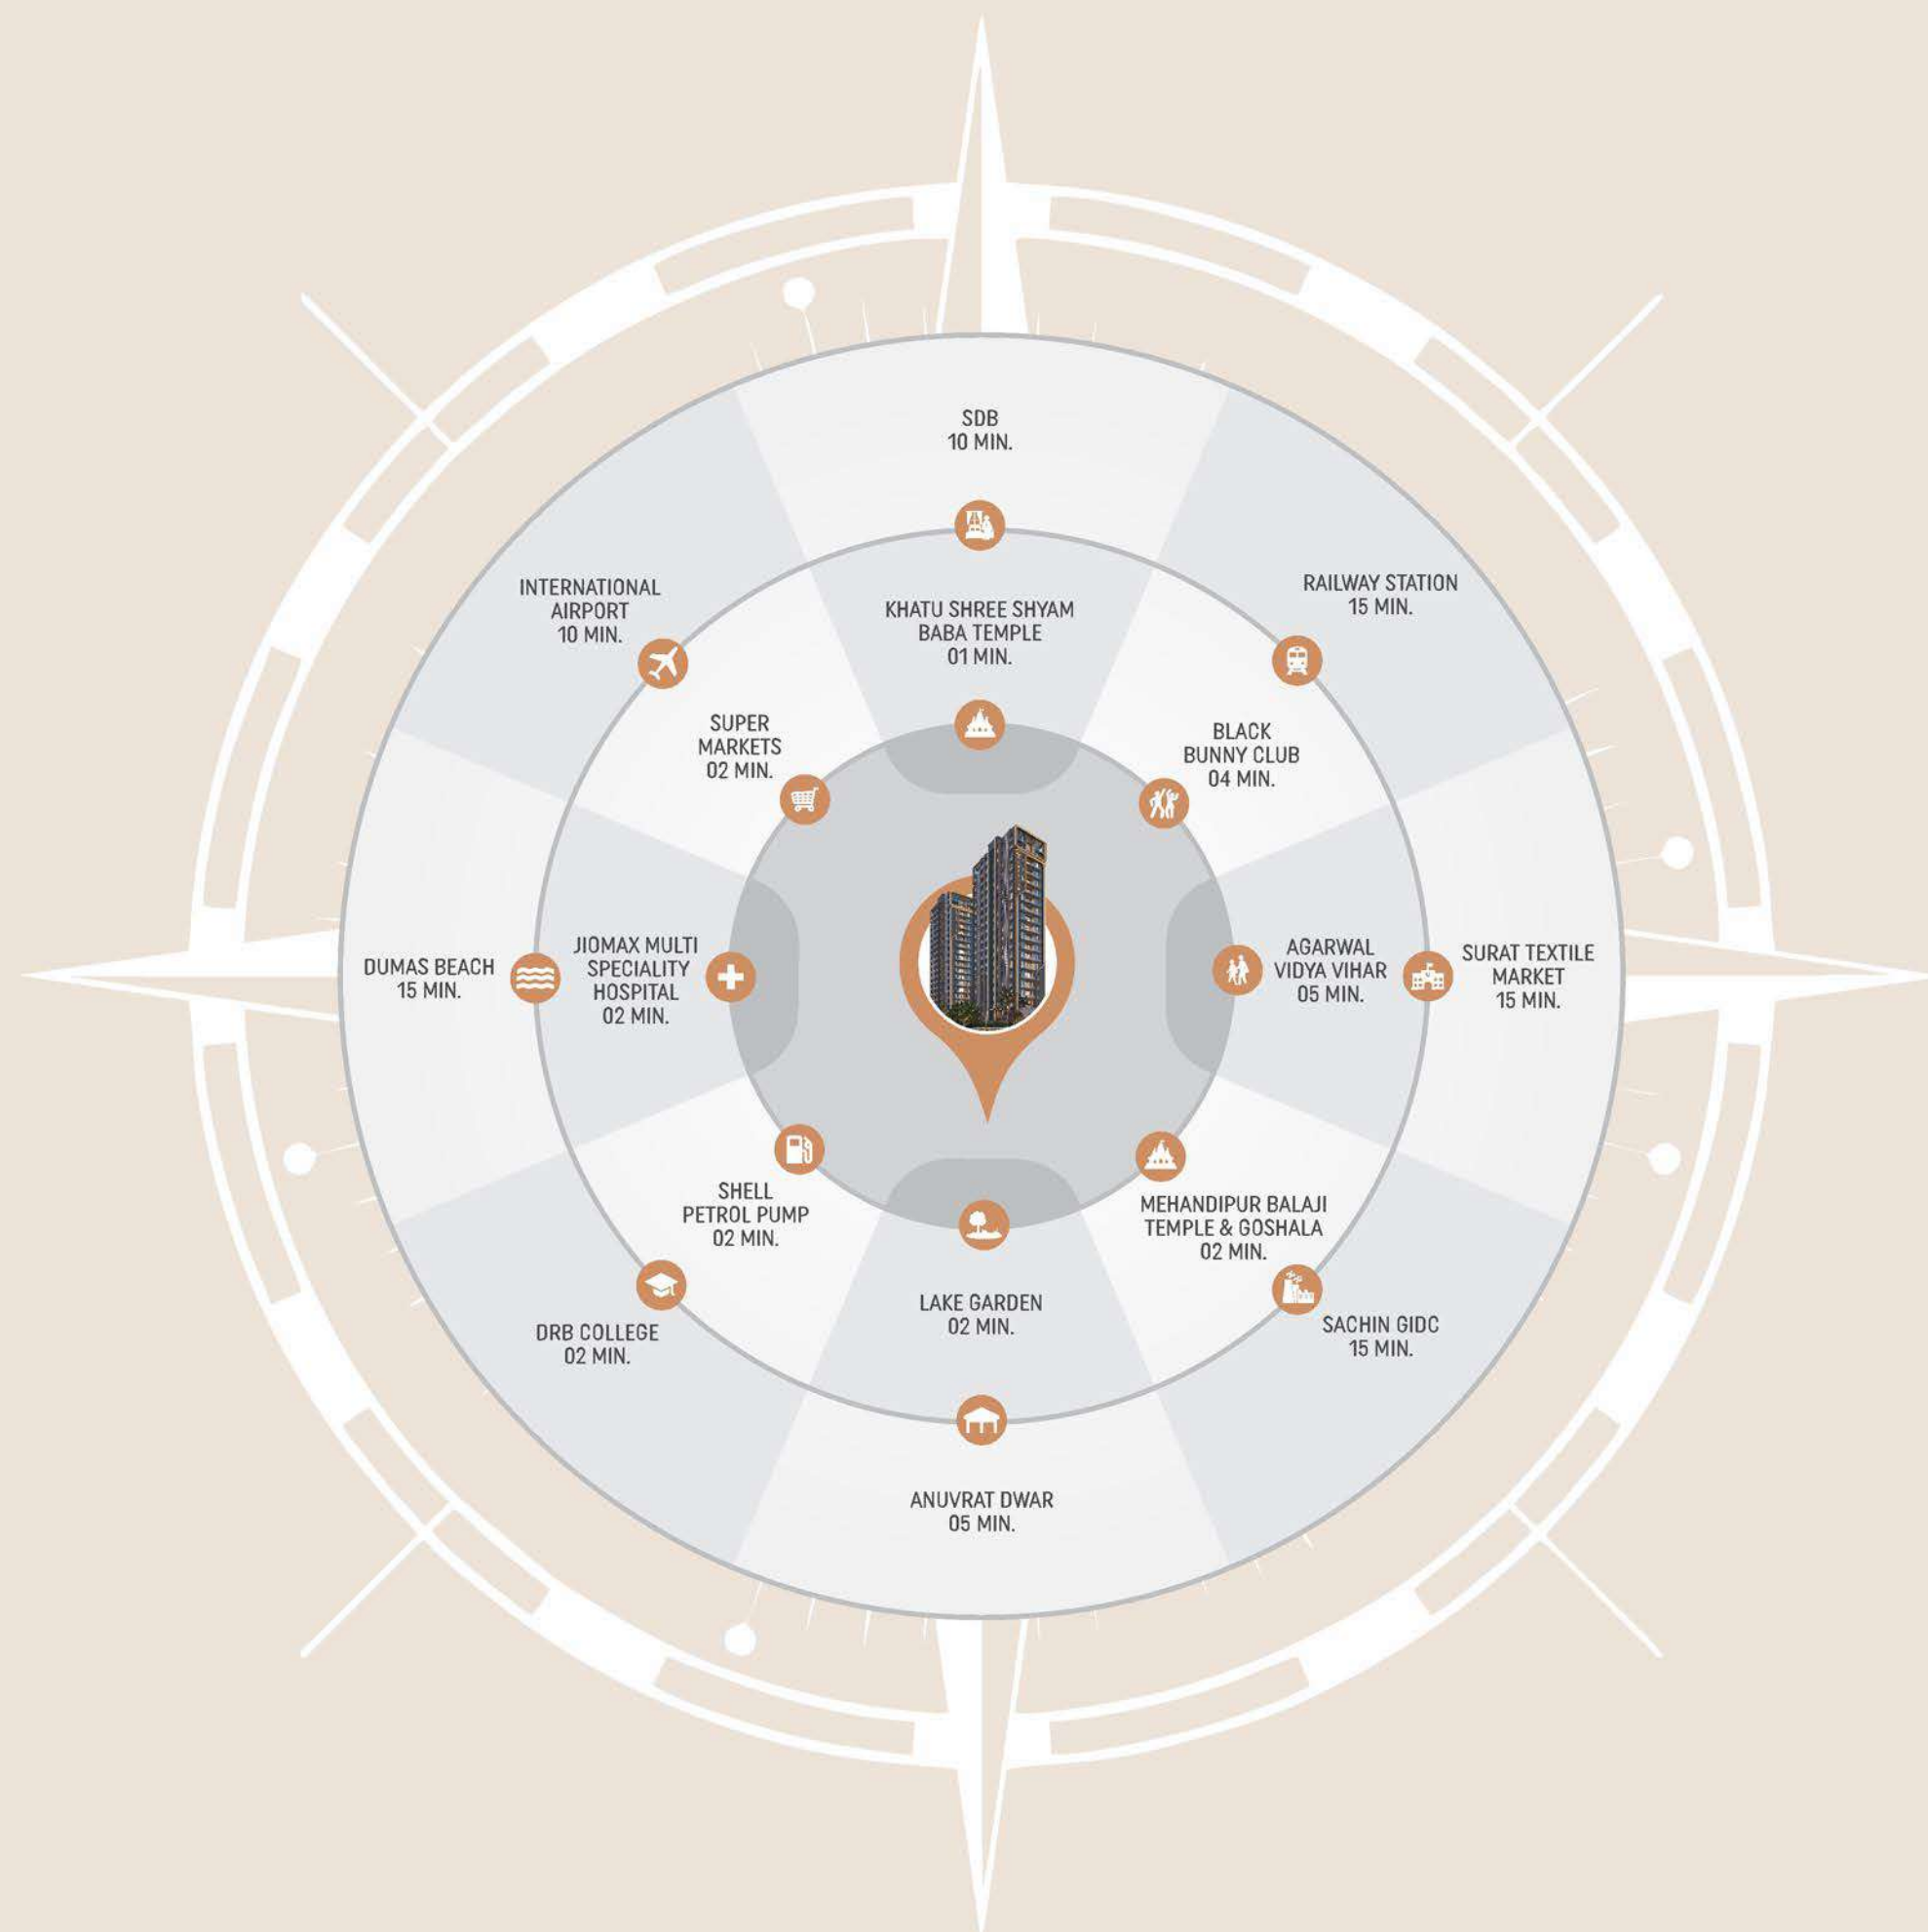 SDB
10 MIN.
INTERNATIONAL
AIRPORT
10 MIN.
KHATU SHREE SHYAM
BABA TEMPLE
01 MIN.
RAILWAY STATION
15 MIN.
SUPER
MARKETS
02 MIN.
BLACK
BUNNY CLUB
04 MIN.
DUMAS BEACH
15 MIN.
JIOMAX MULTI
SPECIALITY
HOSPITAL
02 MIN.
AGARWAL
VIDYA VIHAR
05 MIN.
SURAT TEXTILE
MARKET
15 MIN.
SHELL
PETROL PUMP
02 MIN.
MEHANDIPUR BALAJI
TEMPLE & GOSHALA
02 MIN.
DRB COLLEGE
02 MIN.
LAKE GARDEN
02 MIN.
SACHIN GIDC
15 MIN.
ANUVRAT DWAR
05 MIN.